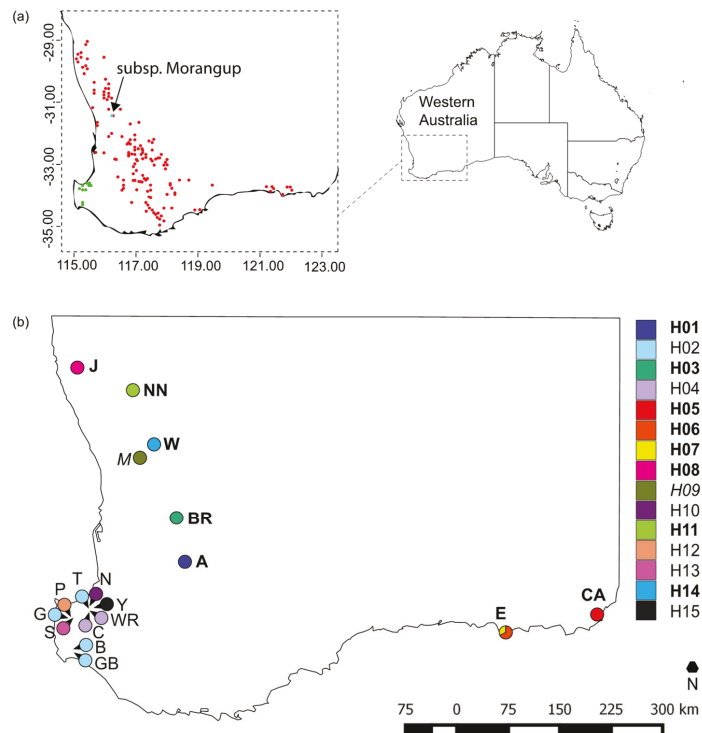 (a)
-29.00
-31.00
-33.00
-35.00
subsp. Morangup
115.00 117.00 119.00 121.00 123.00
Western
Australia
(b)
J
NN
W
M
BR
A
T
N
P
Y
G
WR
S
C
B
GB
E
CA
H01
H02
H03
H04
H05
H06
H07
H08
H09
H10
H11
H12
H13
H14
H15
N
75 0 75 150 225 300 km